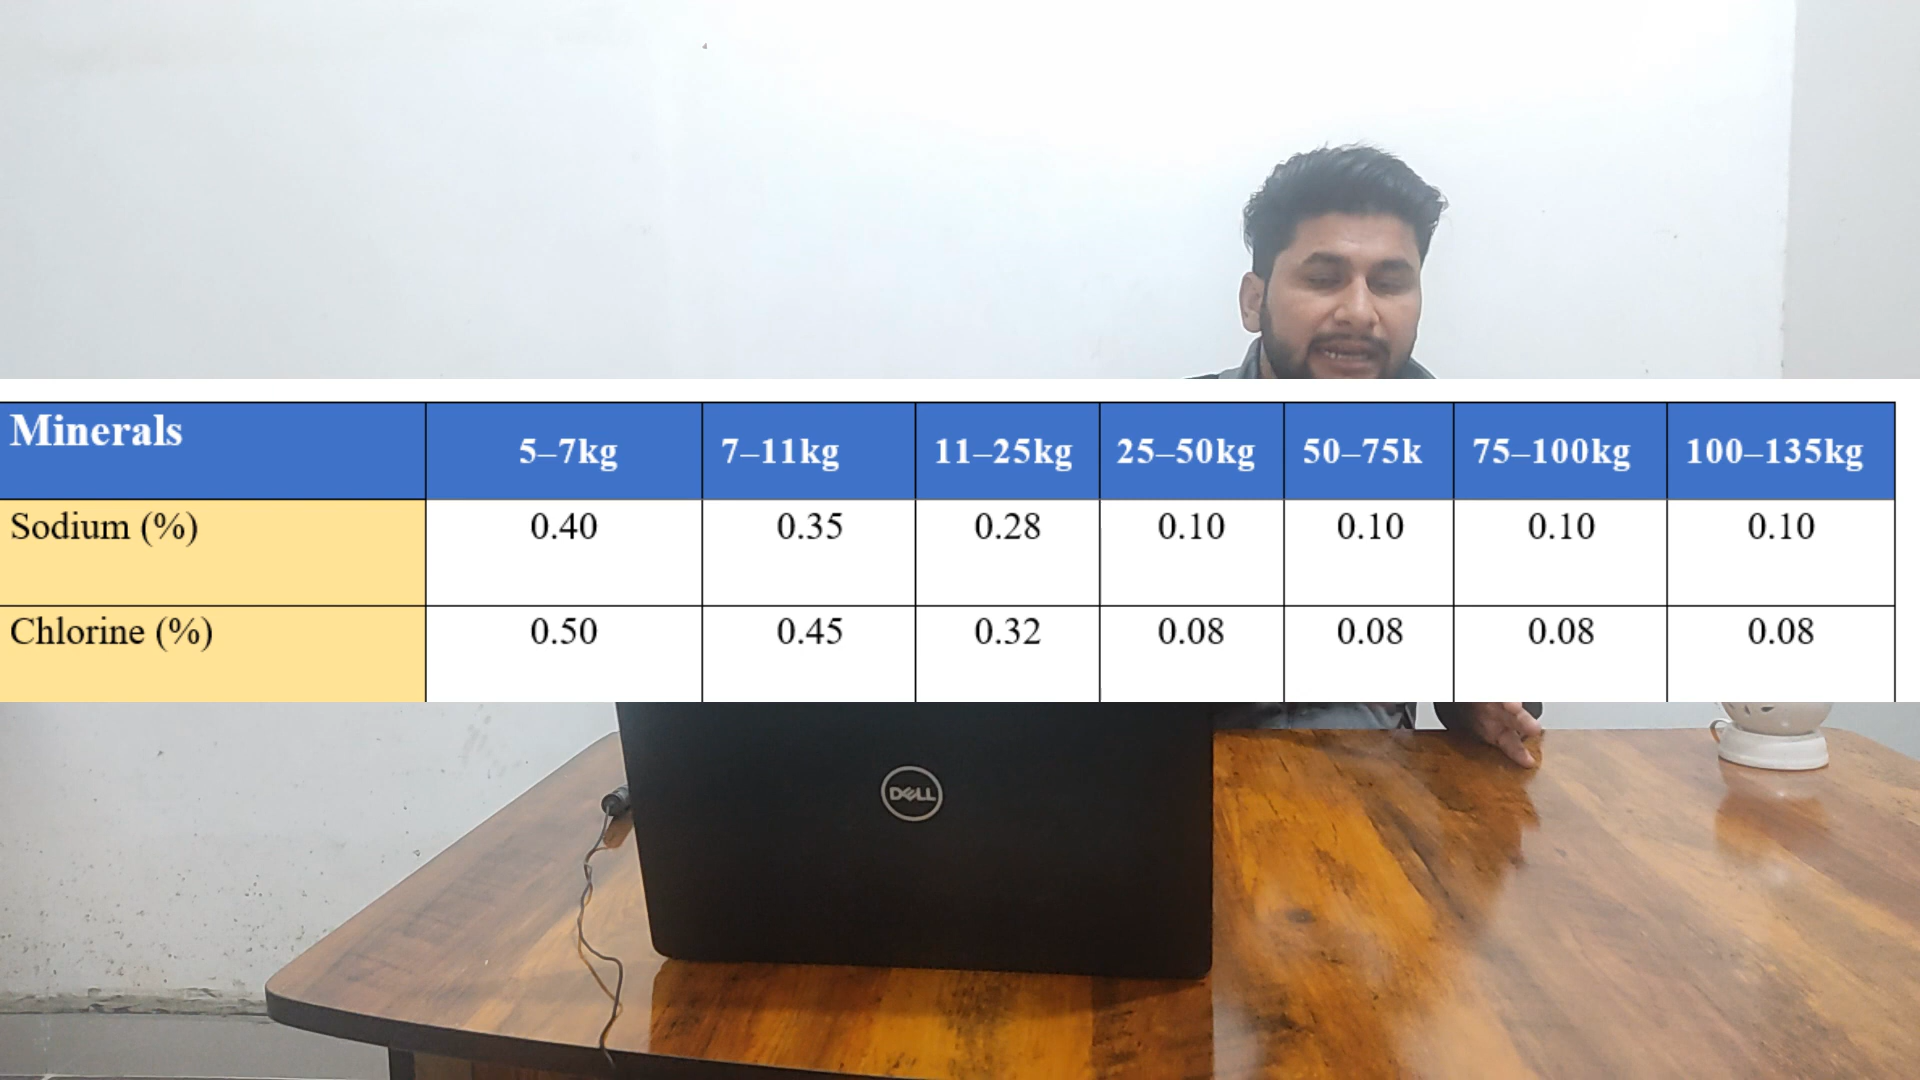 Minerals 5–7kg 7–11kg 11–25kg 25–50kg 50–75k 75–100kg 100–135kg
Sodium (%) 0.40 0.35 0.28 0.10 0.10 0.10 0.10
Chlorine (%) 0.50 0.45 0.32 0.08 0.08 0.08 0.08
DELL